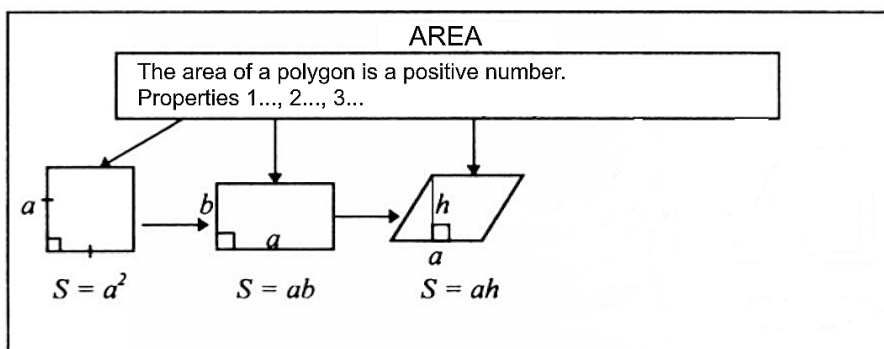 AREA
The area of a polygon is a positive number.
Properties 1..., 2..., 3...
a
b
a
h
a
S = a²
S = ab
S = ah